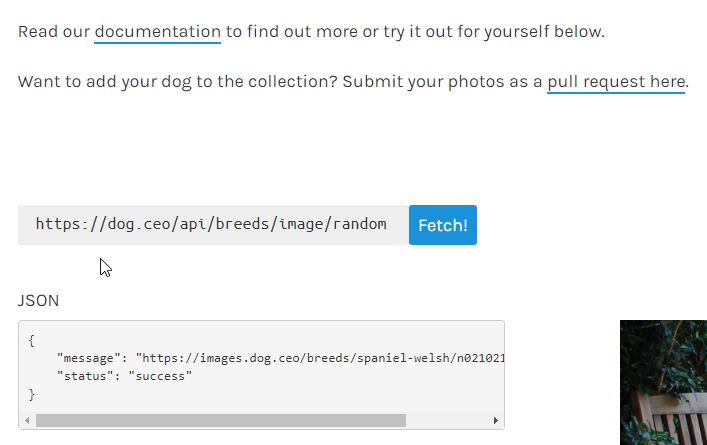 Read our documentation to find out more or try it out for yourself below.
Want to add your dog to the collection? Submit your photos as a pull request here.
https://dog.ceo/api/breeds/image/random
Fetch!
JSON
{
    "message": "https://images.dog.ceo/breeds/spaniel-welsh/n021021
    "status": "success"
}